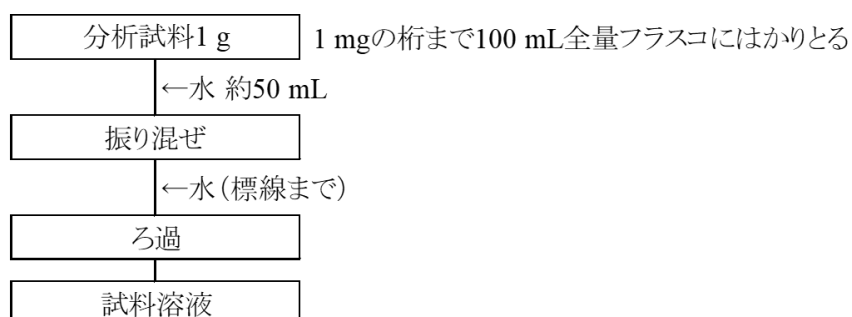 分析試料1 g
1 mgの桁まで100 mL全量フラスコにはかりとる
←水 約50 mL
振り混ぜ
←水（標線まで）
ろ過
試料溶液